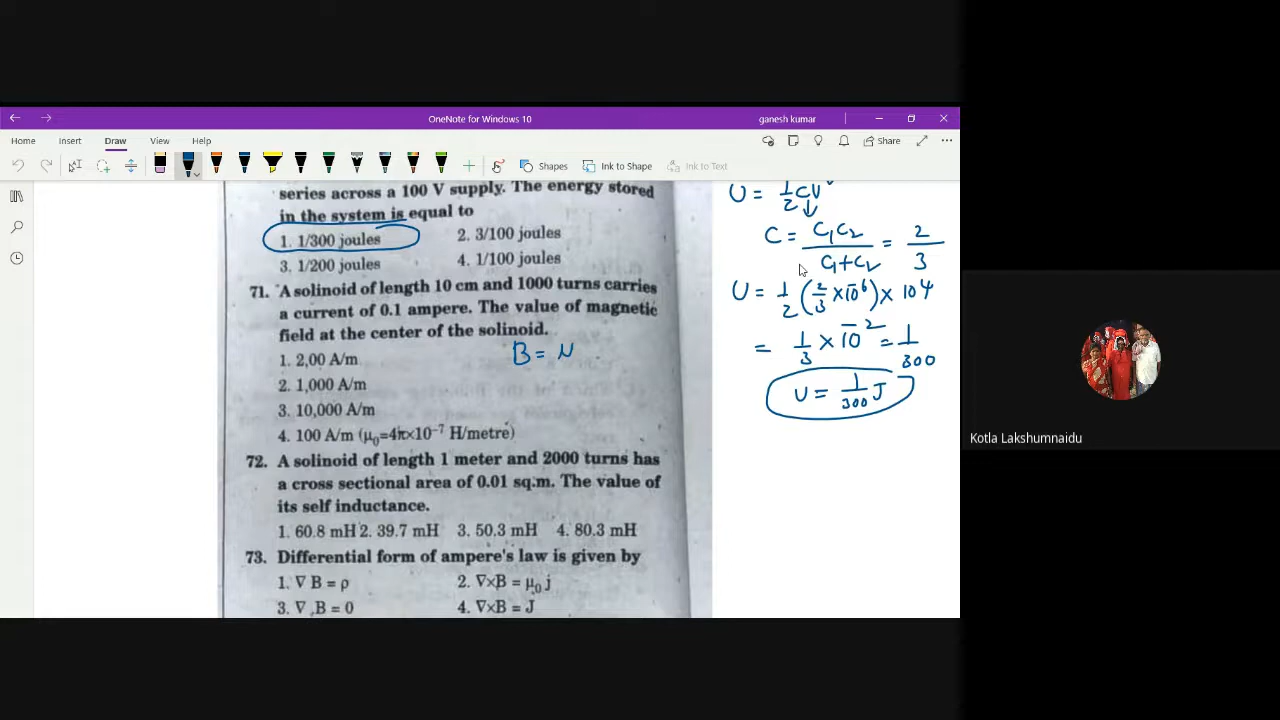 OneNote for Windows 10
ganesh kumar
Home Insert Draw View Help
Share
Shapes Ink to Shape Ink to Text
series across a 100 V supply. The energy stored
in the system is equal to
1. 1/300 joules 2. 3/100 joules
3. 1/200 joules 4. 1/100 joules
71. A solinoid of length 10 cm and 1000 turns carries
a current of 0.1 ampere. The value of magnetic
field at the center of the solinoid.
1. 2,00 A/m
2. 1,000 A/m
3. 10,000 A/m
4. 100 A/m (μ₀=4π×10⁻⁷ H/metre)
B = N
72. A solinoid of length 1 meter and 2000 turns has
a cross sectional area of 0.01 sq.m. The value of
its self inductance.
1. 60.8 mH 2. 39.7 mH 3. 50.3 mH 4. 80.3 mH
73. Differential form of ampere's law is given by
1. ∇ B = ρ 2. ∇×B = μ₀ j
3. ∇ .B = 0 4. ∇×B = J
U = 1/2 CV²
C = C₁C₂/C₁+C₂ = 2/3
U = 1/2 (2/3 × 10⁻⁶) × 10⁴
= 1/3 × 10⁻² = 1/300
U = 1/300 J
Kotla Lakshumnaidu